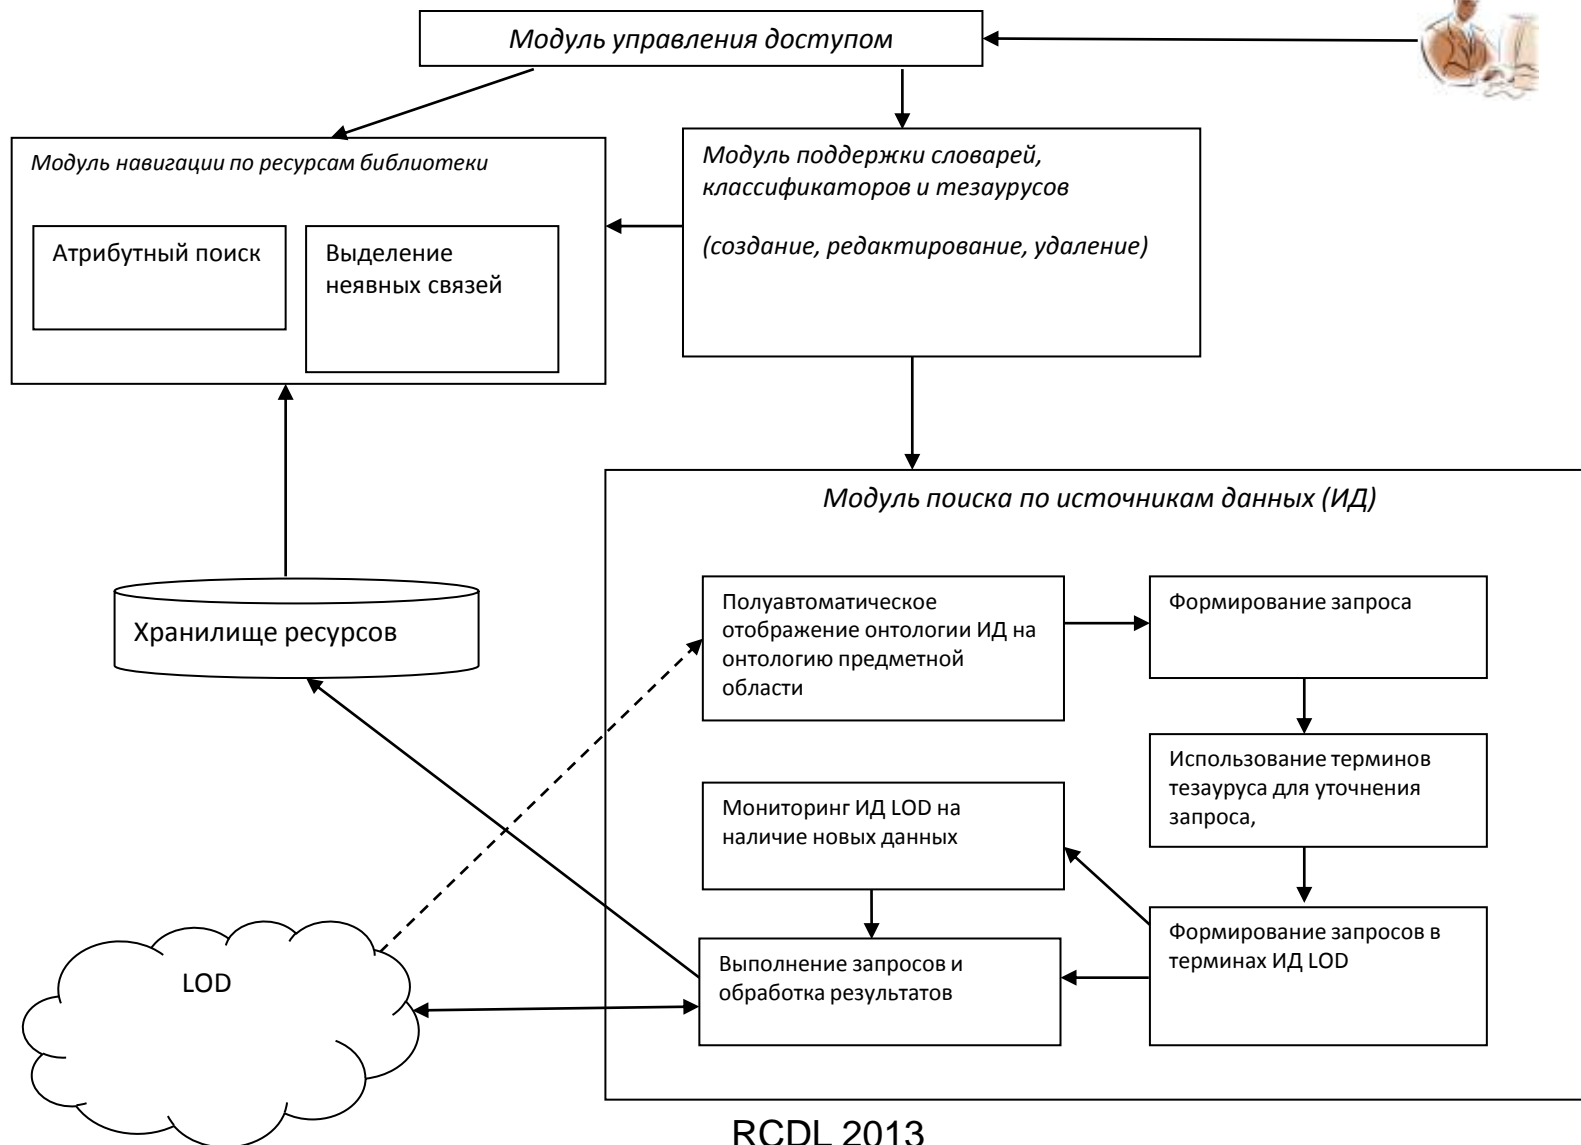 Модуль управления доступом
Модуль навигации по ресурсам библиотеки
Атрибутный поиск
Выделение
неявных связей
Модуль поддержки словарей,
классификаторов и тезаурусов
(создание, редактирование, удаление)
Модуль поиска по источникам данных (ИД)
Полуавтоматическое
отображение онтологии ИД на
онтологию предметной
области
Формирование запроса
Хранилище ресурсов
Использование терминов
тезауруса для уточнения
запроса,
Мониторинг ИД LOD на
наличие новых данных
Формирование запросов в
терминах ИД LOD
Выполнение запросов и
обработка результатов
LOD
RCDL 2013